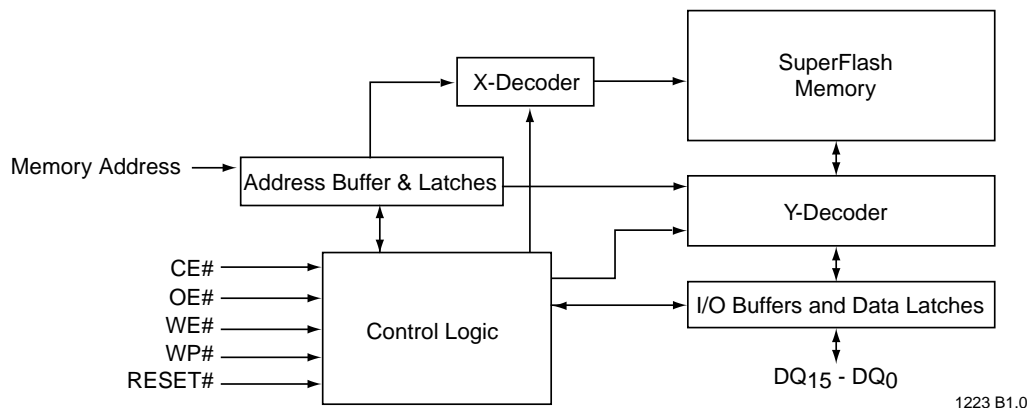 SuperFlash
Memory
X-Decoder
Memory Address
Address Buffer & Latches
Y-Decoder
CE#
OE#
WE#
WP#
RESET#
Control Logic
I/O Buffers and Data Latches
DQ15 - DQ0
1223 B1.0